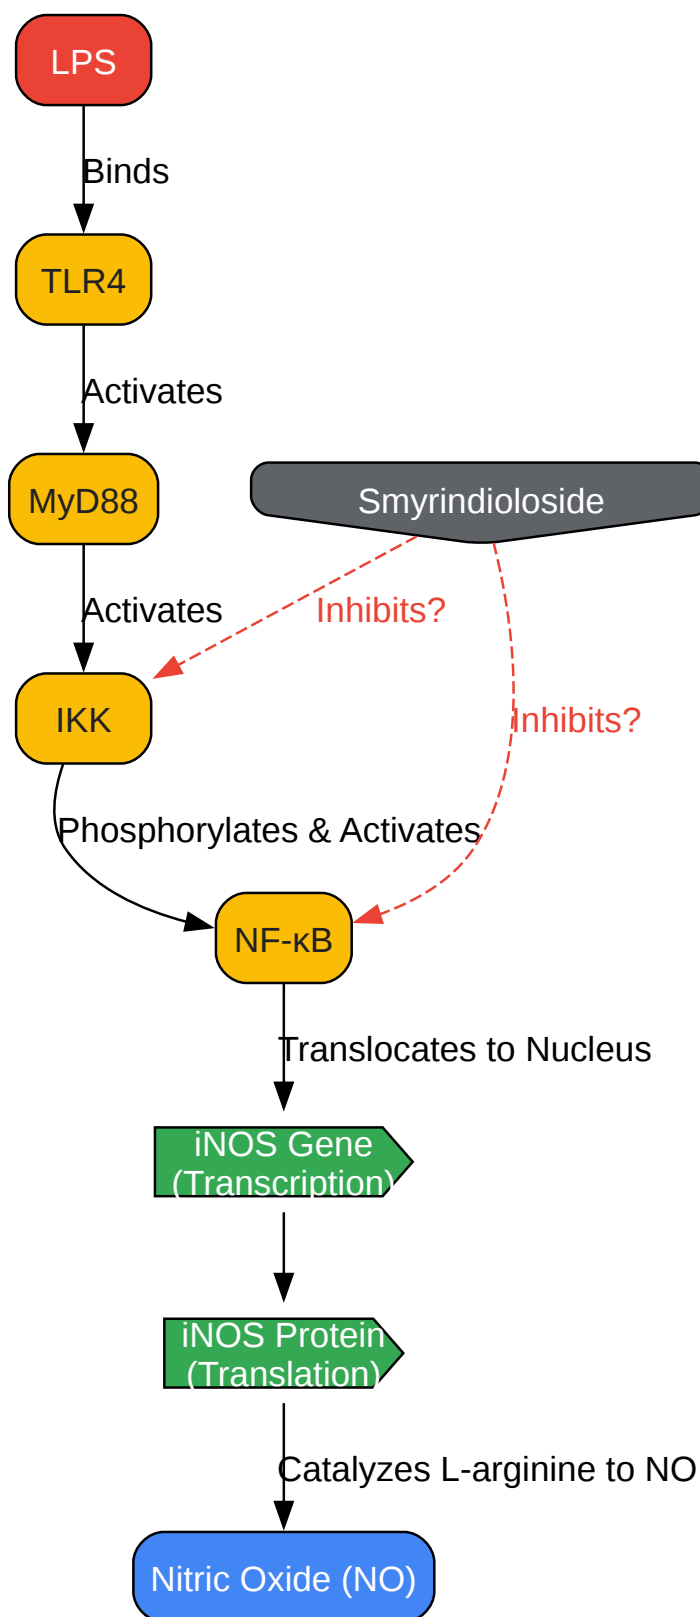 LPS
Binds
TLR4
Activates
MyD88
Smyrindioloside
Activates
Inhibits?
IKK
Inhibits?
Phosphorylates & Activates
NF-κB
Translocates to Nucleus
iNOS Gene
(Transcription)
iNOS Protein
(Translation)
Catalyzes L-arginine to NO
Nitric Oxide (NO)